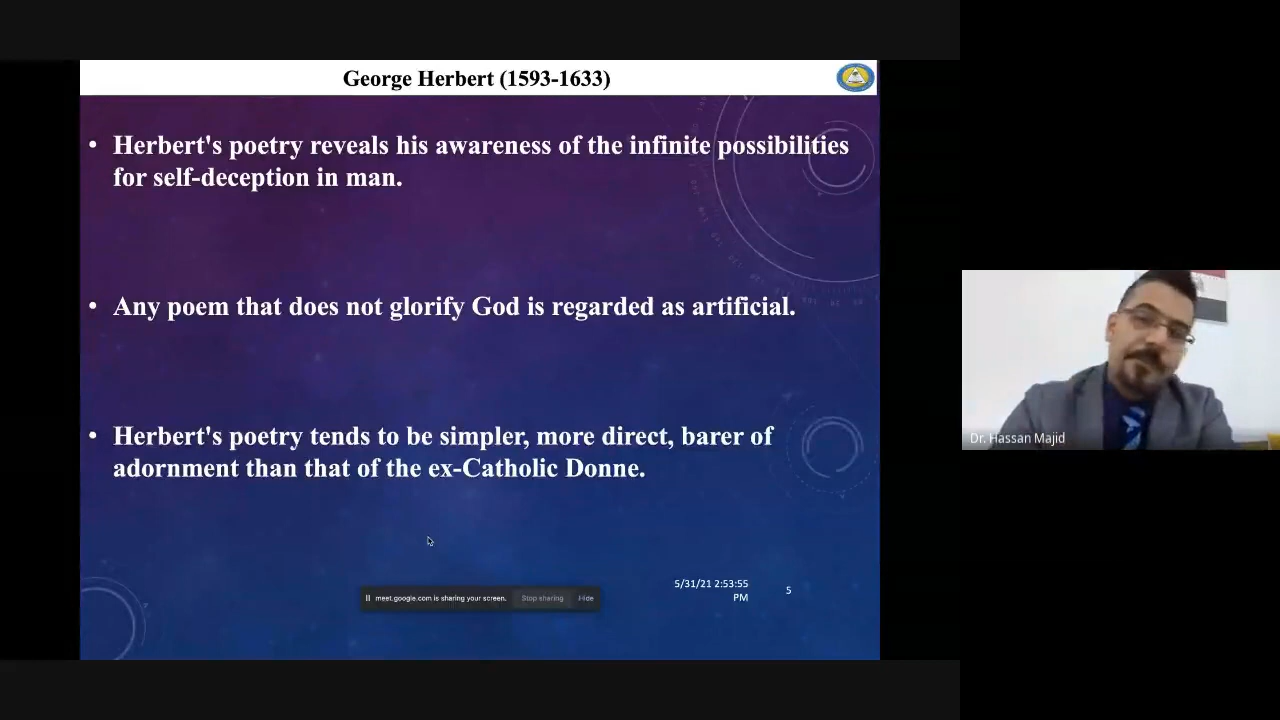 George Herbert (1593-1633)
• Herbert's poetry reveals his awareness of the infinite possibilities
for self-deception in man.
• Any poem that does not glorify God is regarded as artificial.
• Herbert's poetry tends to be simpler, more direct, barer of
adornment than that of the ex-Catholic Donne.
meet.google.com is sharing your screen. Stop sharing Hide
5/31/21 2:53:55
PM
5
Dr. Hassan Majid